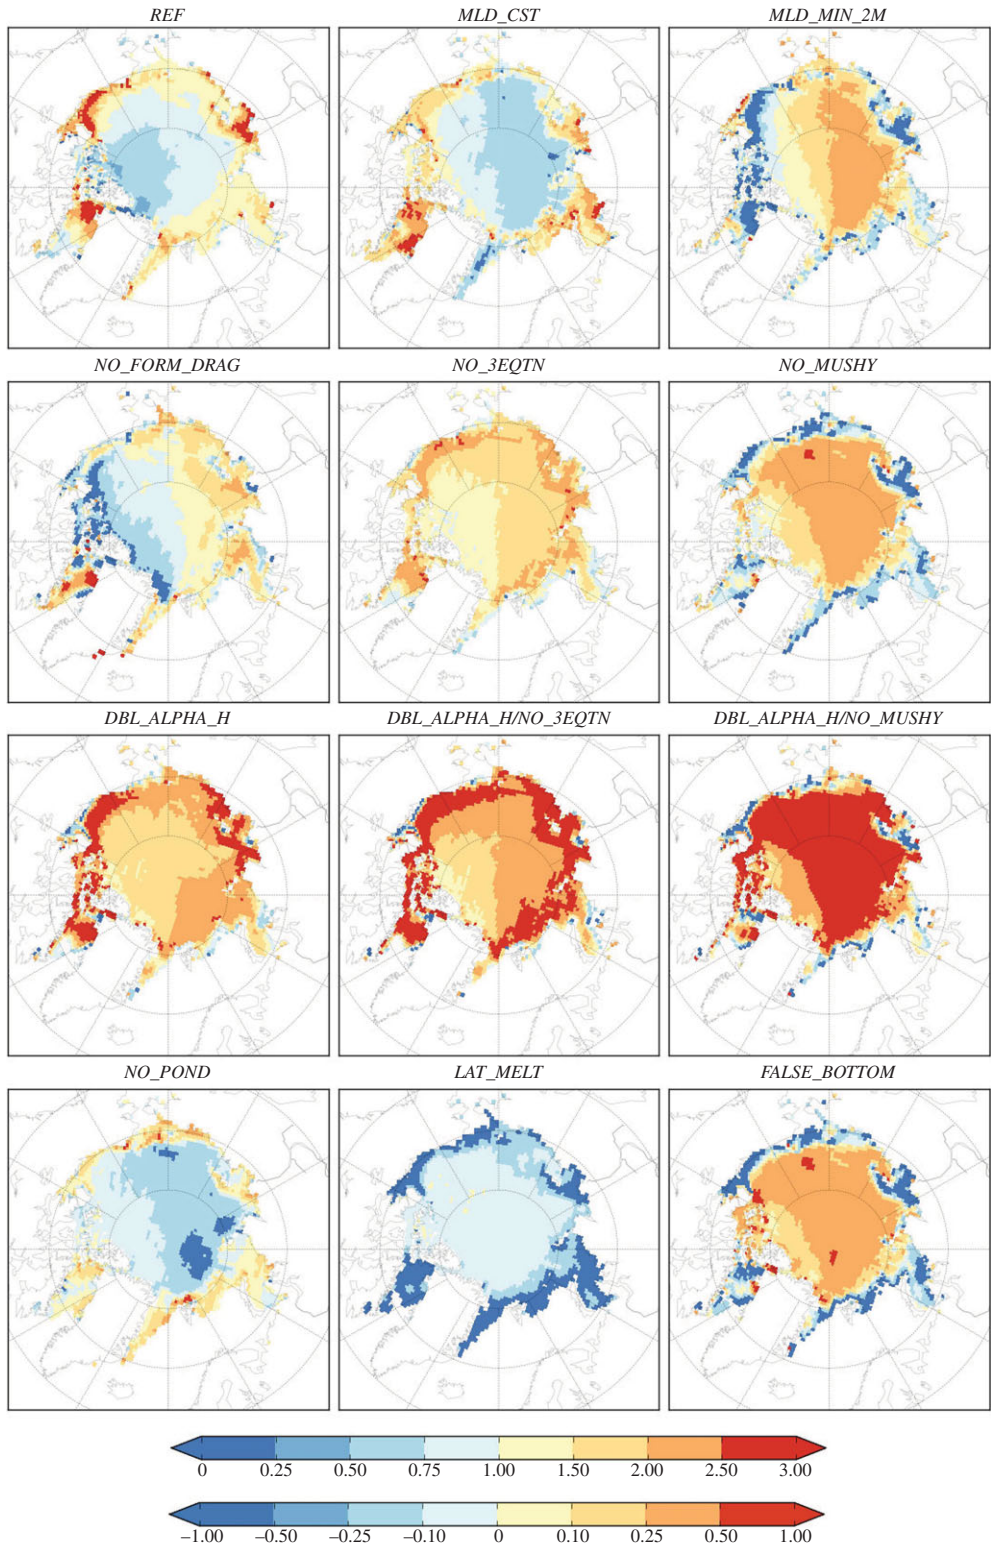 REF MLD_CST MLD_MIN_2M
NO_FORM_DRAG NO_3EQTN NO_MUSHY
DBL_ALPHA_H DBL_ALPHA_H/NO_3EQTN DBL_ALPHA_H/NO_MUSHY
NO_POND LAT_MELT FALSE_BOTTOM
0 0.25 0.50 0.75 1.00 1.50 2.00 2.50 3.00
–1.00 –0.50 –0.25 –0.10 0 0.10 0.25 0.50 1.00